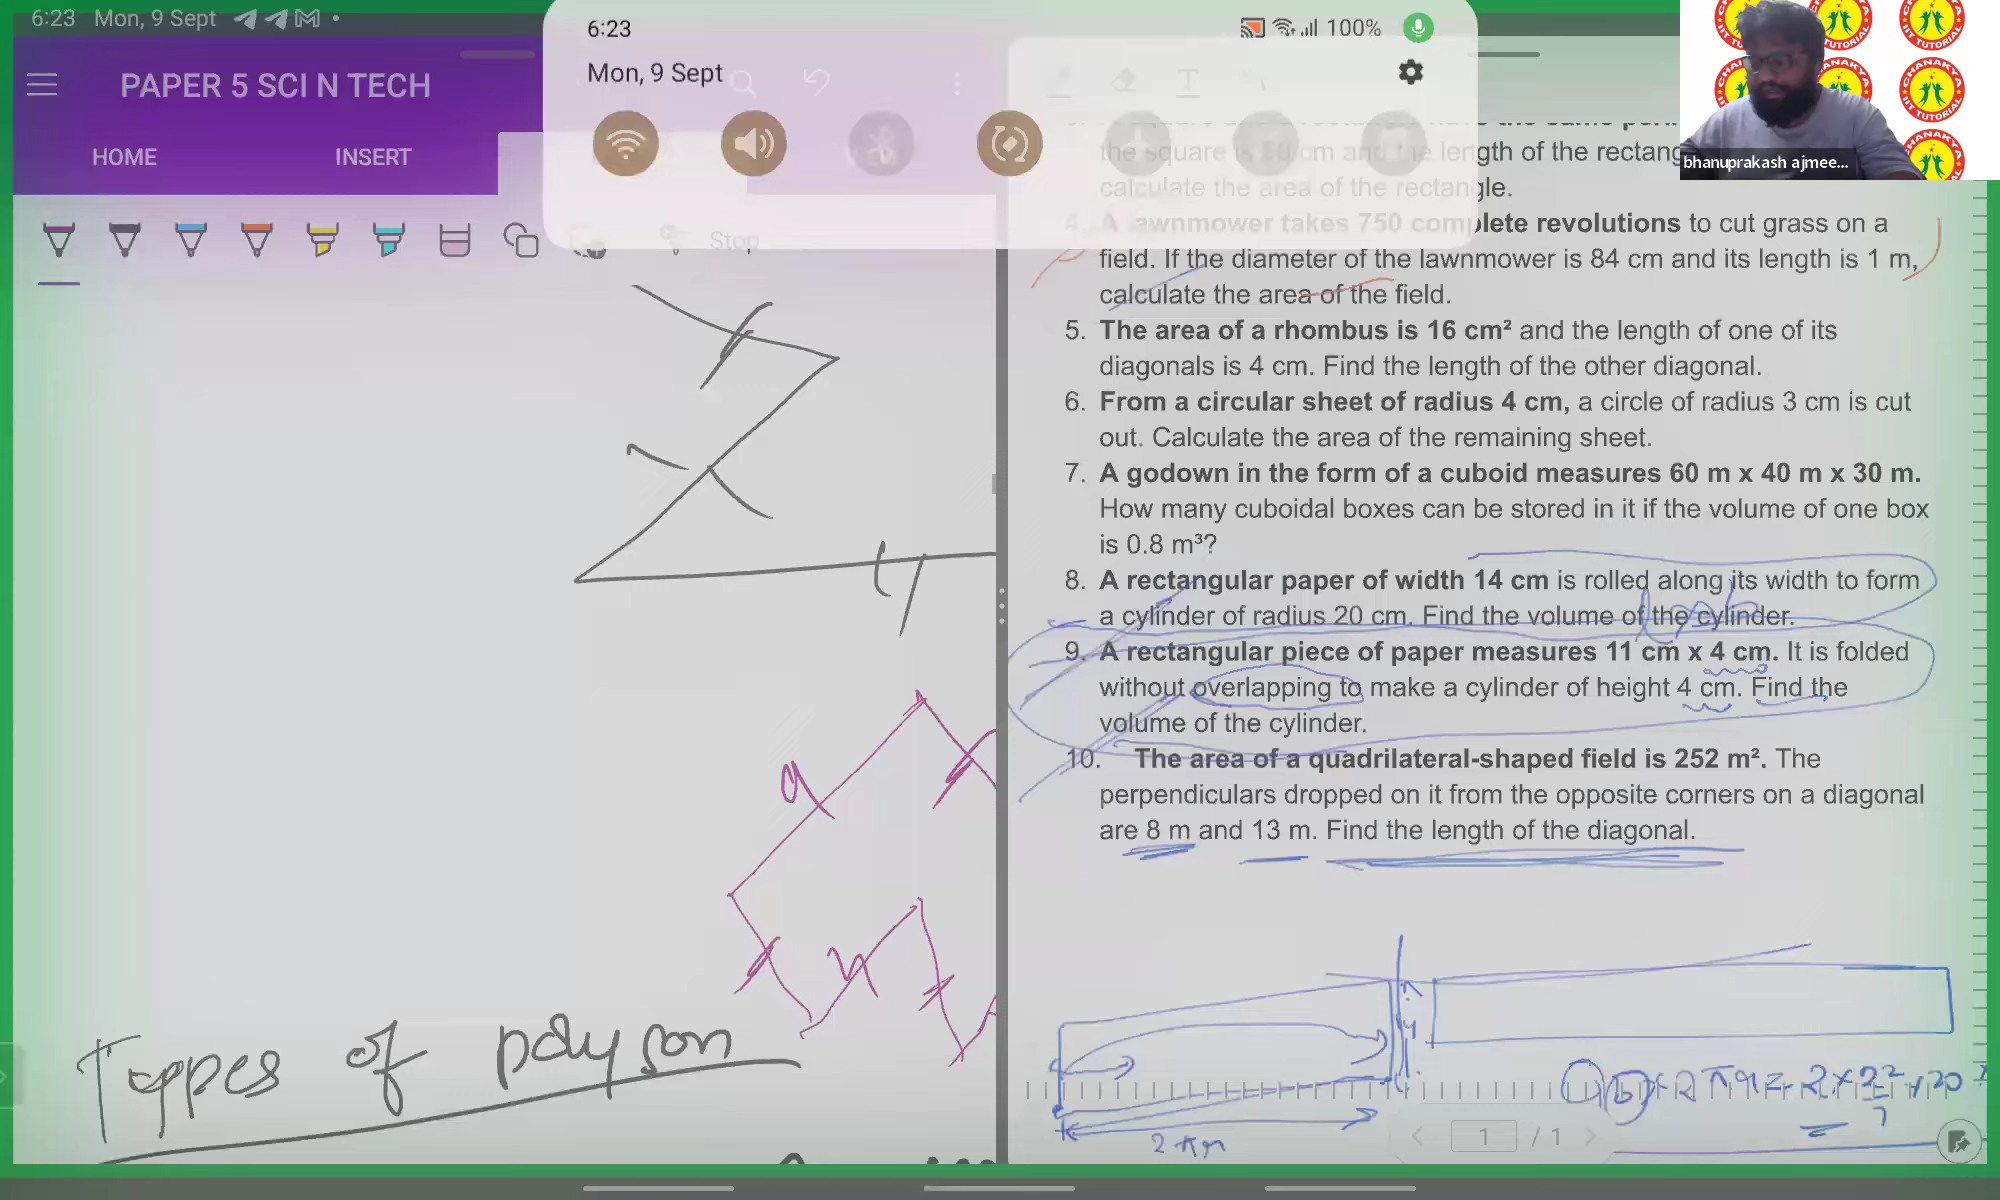 6:23 Mon, 9 Sept
6:23
100%
Mon, 9 Sept
PAPER 5 SCI N TECH
HOME
INSERT
Stop
bhanuprakash ajmee...
the square is cm and the length of the rectang
calculate the area of the rectangle.
4. A lawnmower takes 750 complete revolutions to cut grass on a
field. If the diameter of the lawnmower is 84 cm and its length is 1 m,
calculate the area of the field.
5. The area of a rhombus is 16 cm² and the length of one of its
diagonals is 4 cm. Find the length of the other diagonal.
6. From a circular sheet of radius 4 cm, a circle of radius 3 cm is cut
out. Calculate the area of the remaining sheet.
7. A godown in the form of a cuboid measures 60 m x 40 m x 30 m.
How many cuboidal boxes can be stored in it if the volume of one box
is 0.8 m³?
8. A rectangular paper of width 14 cm is rolled along its width to form
a cylinder of radius 20 cm. Find the volume of the cylinder.
9. A rectangular piece of paper measures 11 cm x 4 cm. It is folded
without overlapping to make a cylinder of height 4 cm. Find the
volume of the cylinder.
10. The area of a quadrilateral-shaped field is 252 m². The
perpendiculars dropped on it from the opposite corners on a diagonal
are 8 m and 13 m. Find the length of the diagonal.
Types of polygon
1 / 1